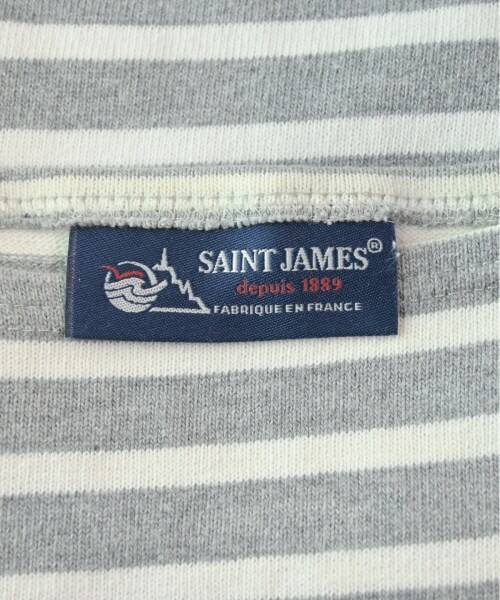 SAINT JAMES®
depuis 1889
FABRIQUE EN FRANCE